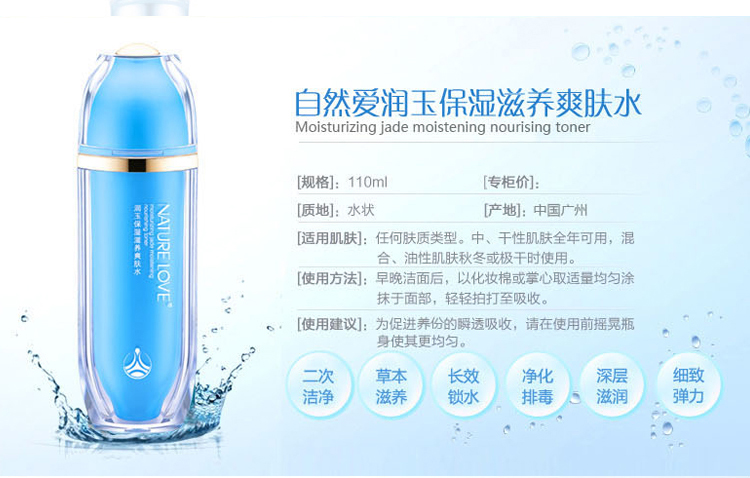 自然爱润玉保湿滋养爽肤水
Moisturizing jade moistening nourising toner
[规格]：110ml
[专柜价]：
[质地]：水状
[产地]：中国广州
[适用肌肤]：任何肤质类型。中、干性肌肤全年可用，混
合、油性肌肤秋冬或极干时使用。
[使用方法]：早晚洁面后，以化妆棉或掌心取适量均匀涂
抹于面部，轻轻拍打至吸收。
[使用建议]：为促进养份的瞬透吸收，请在使用前摇晃瓶
身使其更均匀。
二次
洁净
草本
滋养
长效
锁水
净化
排毒
深层
滋润
细致
弹力
NATURE LOVE
moisturizing jade moistening
nourishing toner
润玉保湿滋养爽肤水